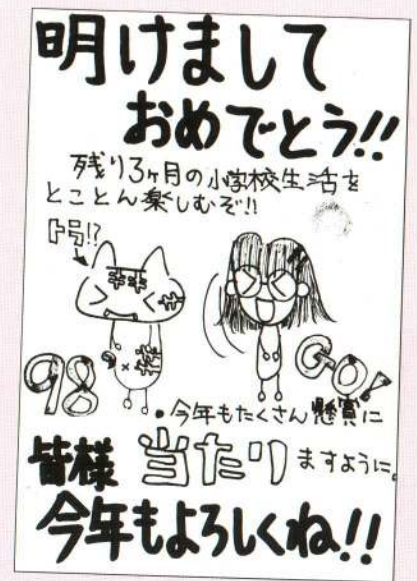 明けまして
おめでとう!!
残り3ヶ月の小学校生活を
とことん楽しむぞ!!
トラ!?
98
GO!
・今年もたくさん懸賞に
皆様 当たり ますように。
今年もよろしくね!!